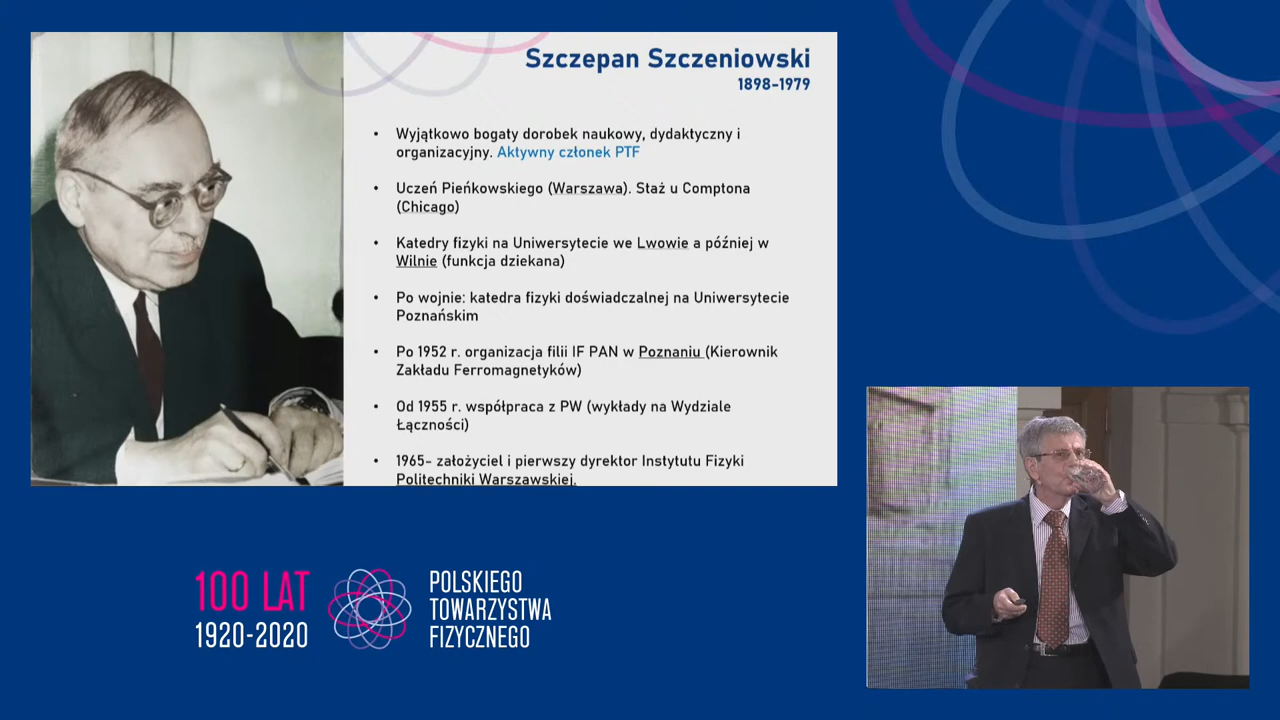 Szczepan Szczeniowski
1898-1979
• Wyjątkowo bogaty dorobek naukowy, dydaktyczny i
organizacyjny. Aktywny członek PTF
• Uczeń Pieńkowskiego (Warszawa). Staż u Comptona
(Chicago)
• Katedry fizyki na Uniwersytecie we Lwowie a później w
Wilnie (funkcja dziekana)
• Po wojnie: katedra fizyki doświadczalnej na Uniwersytecie
Poznańskim
• Po 1952 r. organizacja filii IF PAN w Poznaniu (Kierownik
Zakładu Ferromagnetyków)
• Od 1955 r. współpraca z PW (wykłady na Wydziale
Łączności)
• 1965- założyciel i pierwszy dyrektor Instytutu Fizyki
Politechniki Warszawskiej.
100 LAT
1920-2020
POLSKIEGO
TOWARZYSTWA
FIZYCZNEGO